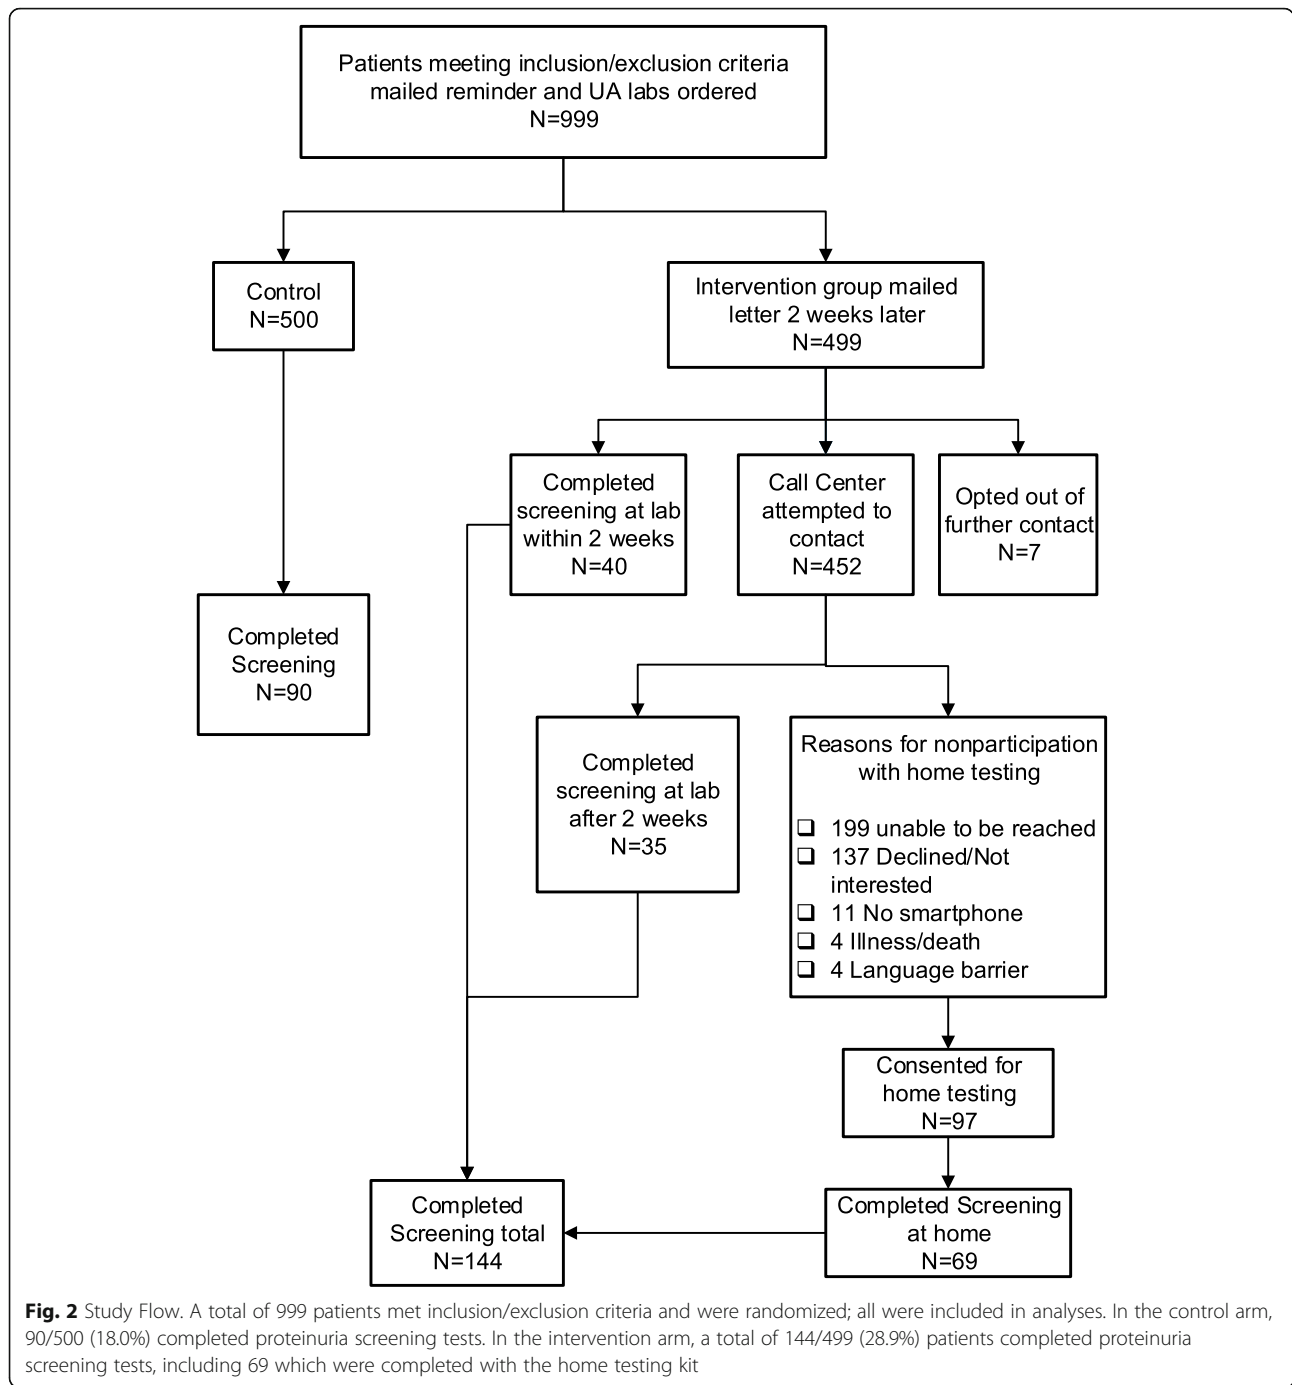 Patients meeting inclusion/exclusion criteria
mailed reminder and UA labs ordered
N=999
Control
N=500
Intervention group mailed
letter 2 weeks later
N=499
Completed
screening at lab
within 2 weeks
N=40
Call Center
attempted to
contact
N=452
Opted out of
further contact
N=7
Completed
Screening
N=90
Completed
screening at lab
after 2 weeks
N=35
Reasons for nonparticipation
with home testing
❑ 199 unable to be reached
❑ 137 Declined/Not
interested
❑ 11 No smartphone
❑ 4 Illness/death
❑ 4 Language barrier
Consented for
home testing
N=97
Completed
Screening total
N=144
Completed Screening
at home
N=69
Fig. 2 Study Flow. A total of 999 patients met inclusion/exclusion criteria and were randomized; all were included in analyses. In the control arm,
90/500 (18.0%) completed proteinuria screening tests. In the intervention arm, a total of 144/499 (28.9%) patients completed proteinuria
screening tests, including 69 which were completed with the home testing kit